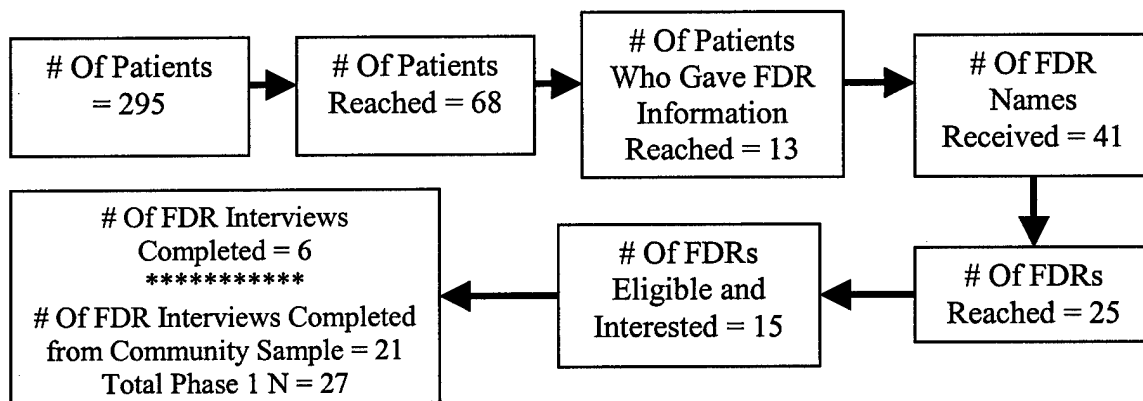 # Of Patients
= 295
# Of Patients
Reached = 68
# Of Patients
Who Gave FDR
Information
Reached = 13
# Of FDR
Names
Received = 41
# Of FDRs
Reached = 25
# Of FDRs
Eligible and
Interested = 15
# Of FDR Interviews
Completed = 6
***********
# Of FDR Interviews Completed
from Community Sample = 21
Total Phase 1 N = 27